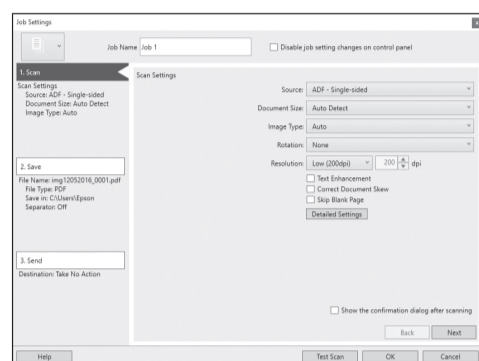 Job Settings
Job Name Job 1 Disable job setting changes on control panel
1. Scan
Scan Settings
Source: ADF - Single-sided
Document Size: Auto Detect
Image Type: Auto
2. Save
File Name: img12052016_0001.pdf
File Type: PDF
Save in: C:\Users\Epson
Separator: Off
3. Send
Destination: Take No Action
Scan Settings
Source: ADF - Single-sided
Document Size: Auto Detect
Image Type: Auto
Rotation: None
Resolution: Low (200dpi) 200 dpi
Text Enhancement
Correct Document Skew
Skip Blank Page
Detailed Settings
Show the confirmation dialog after scanning
Back Next
Help Test Scan OK Cancel